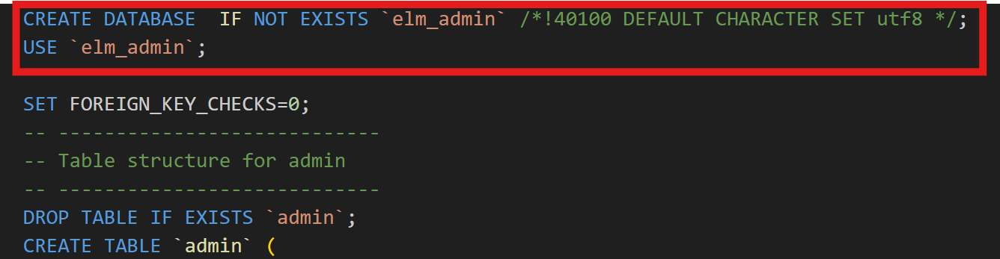 CREATE DATABASE  IF NOT EXISTS `elm_admin` /*!40100 DEFAULT CHARACTER SET utf8 */;
USE `elm_admin`;
SET FOREIGN_KEY_CHECKS=0;
-- ----------------------------
-- Table structure for admin
-- ----------------------------
DROP TABLE IF EXISTS `admin`;
CREATE TABLE `admin` (